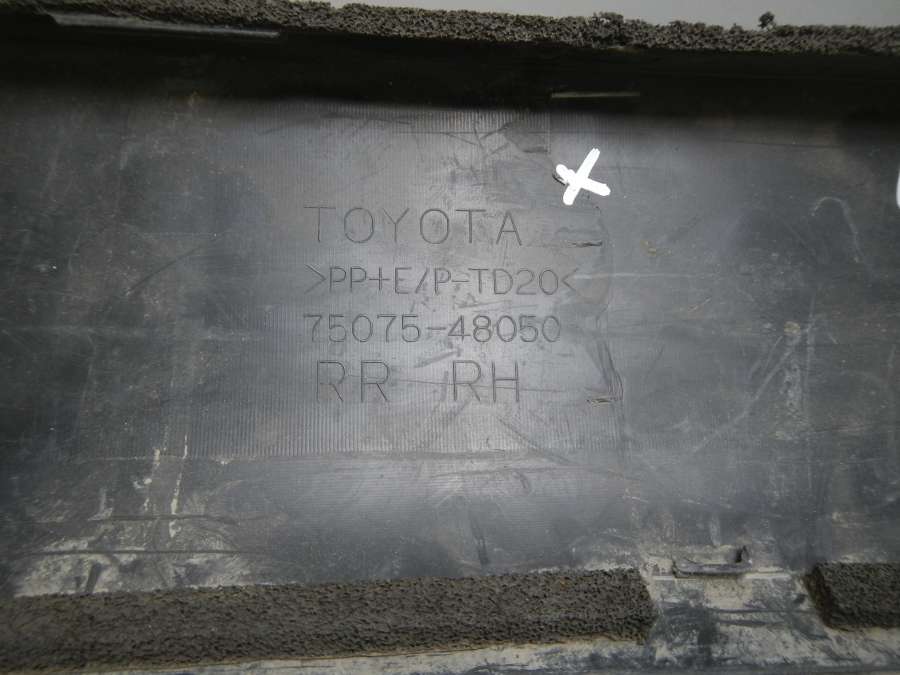 TOYOTA
>PP+E/P-TD20<
75075-48050
RR RH